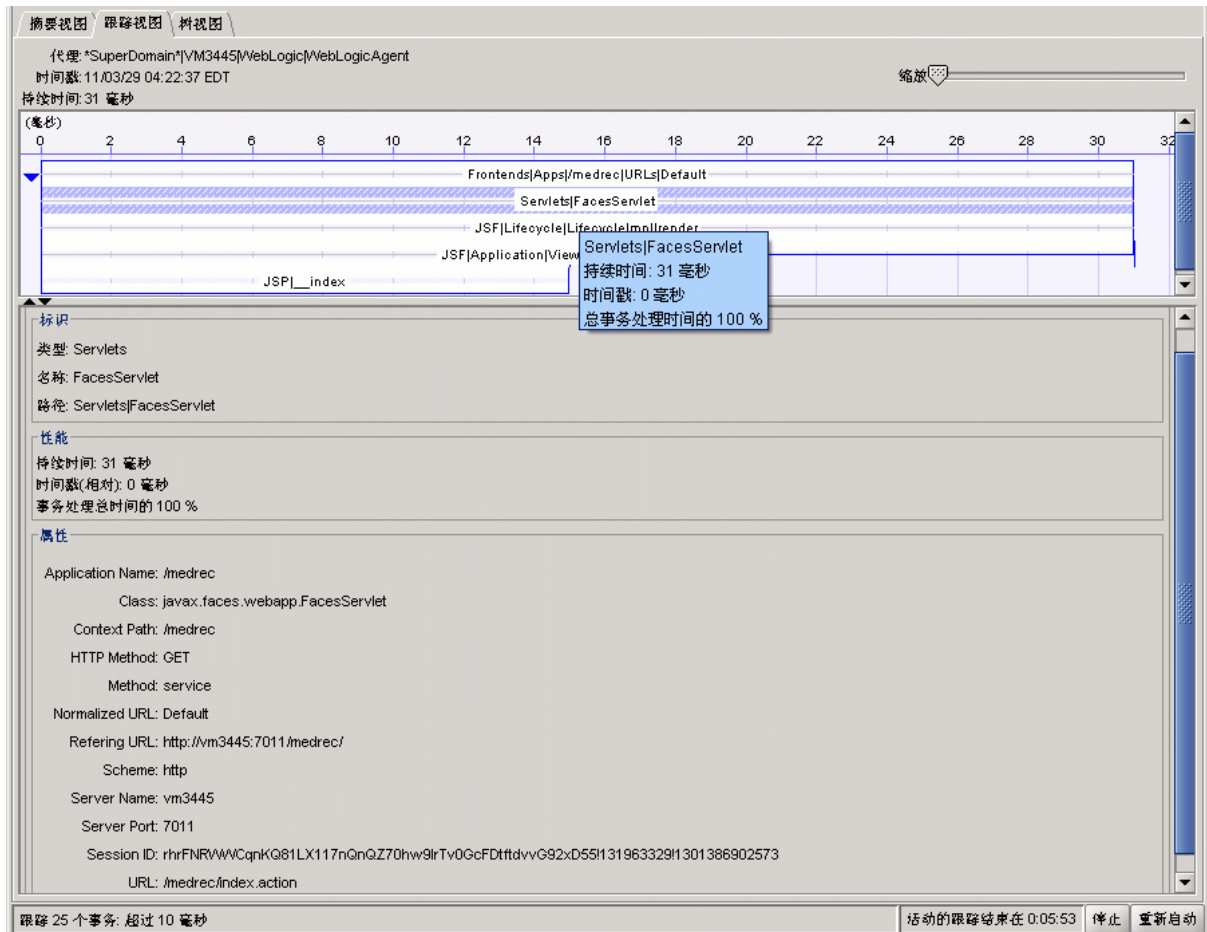 摘要视图 跟踪视图 树视图
代理: *SuperDomain*|VM3445|WebLogic|WebLogicAgent
时间戳: 11/03/29 04:22:37 EDT
缩放
持续时间: 31 毫秒
(毫秒)
0 2 4 6 8 10 12 14 16 18 20 22 24 26 28 30 32
Frontends|Apps|/medrec|URLs|Default
Servlets|FacesServlet
JSF|Lifecycle|LifecycleImpl|render
JSF|Application|View
JSP|__index
Servlets|FacesServlet
持续时间: 31 毫秒
时间戳: 0 毫秒
总事务处理时间的 100 %
标识
类型: Servlets
名称: FacesServlet
路径: Servlets|FacesServlet
性能
持续时间: 31 毫秒
时间戳(相对): 0 毫秒
事务处理总时间的 100 %
属性
Application Name: /medrec
Class: javax.faces.webapp.FacesServlet
Context Path: /medrec
HTTP Method: GET
Method: service
Normalized URL: Default
Refering URL: http://vm3445:7011/medrec/
Scheme: http
Server Name: vm3445
Server Port: 7011
Session ID:
URL: /medrec/index.action
跟踪 25 个事务: 超过 10 毫秒
活动的跟踪结束在 0:05:53 停止 重新启动